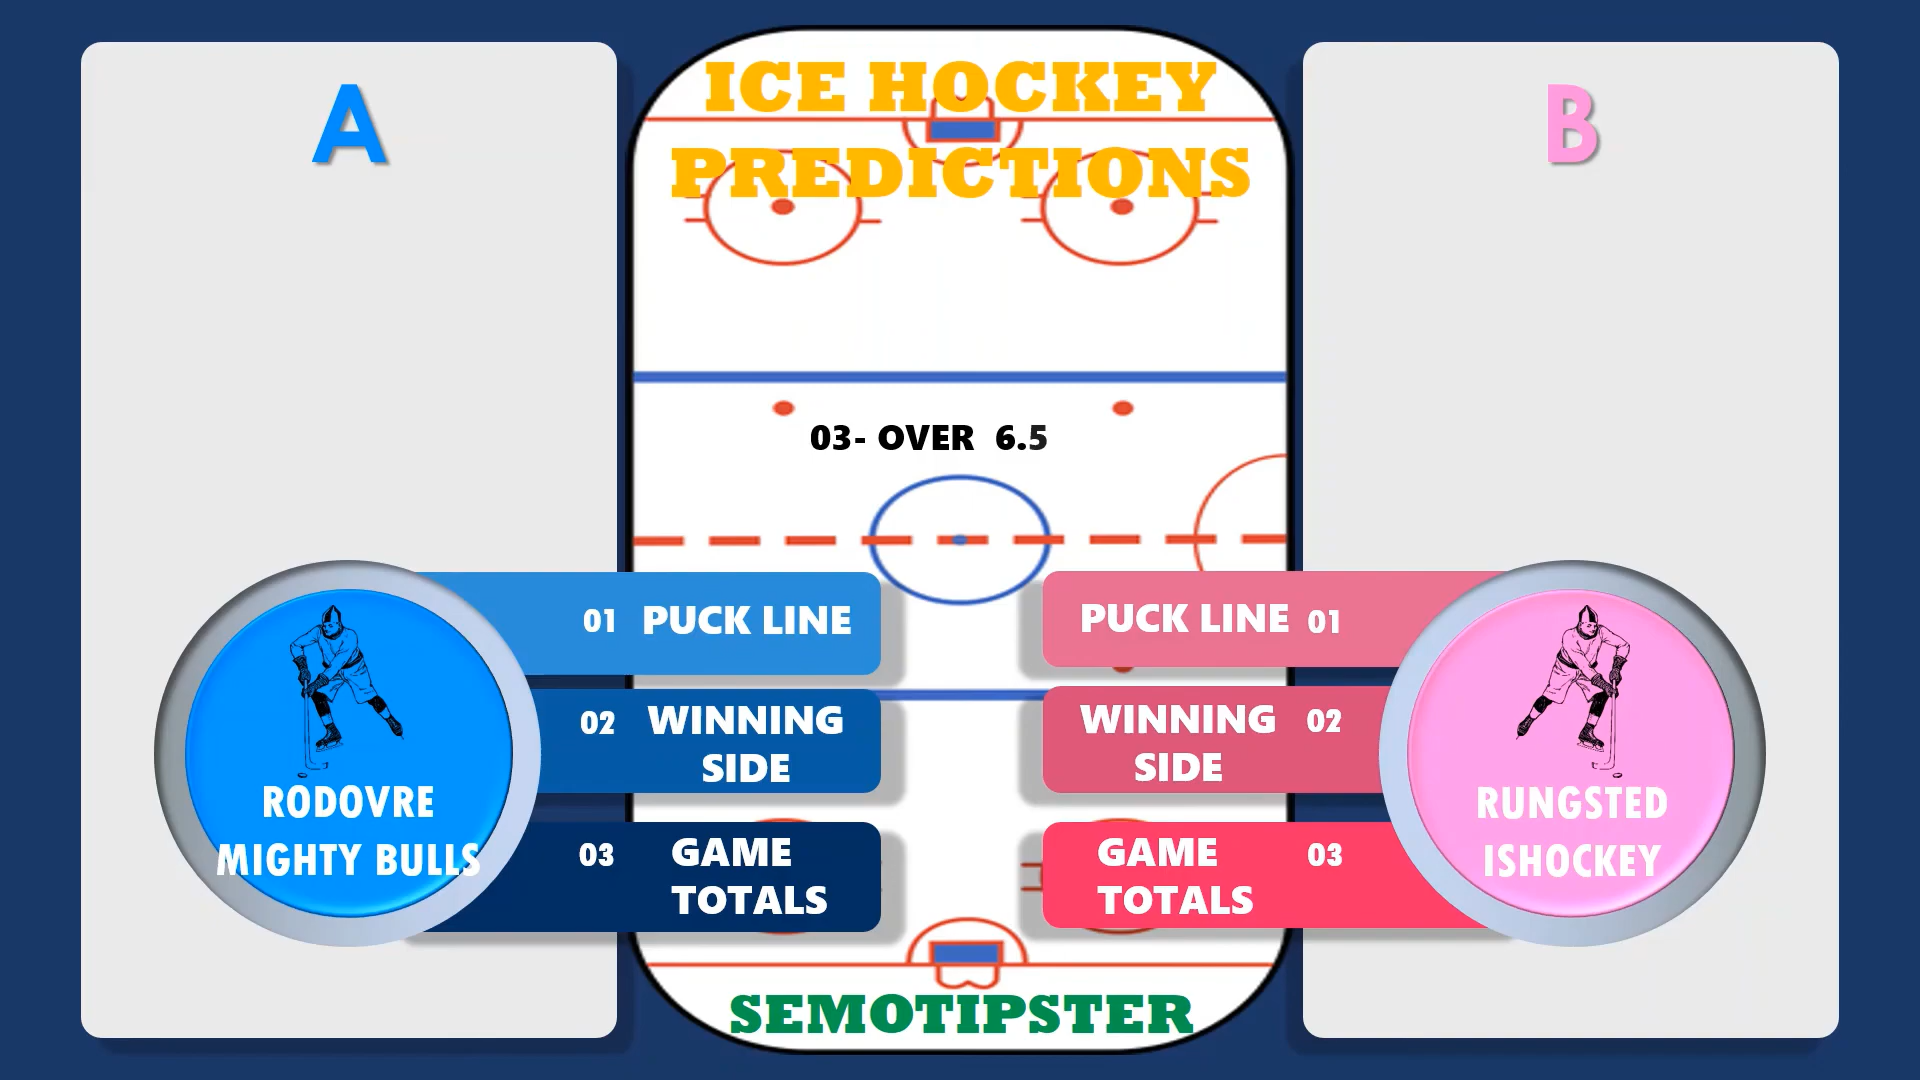 A
ICE HOCKEY
PREDICTIONS
B
03- OVER 6.5
01 PUCK LINE
02 WINNING
SIDE
03 GAME
TOTALS
PUCK LINE 01
WINNING 02
SIDE
GAME 03
TOTALS
RODOVRE
MIGHTY BULLS
RUNGSTED
ISHOCKEY
SEMOTIPSTER